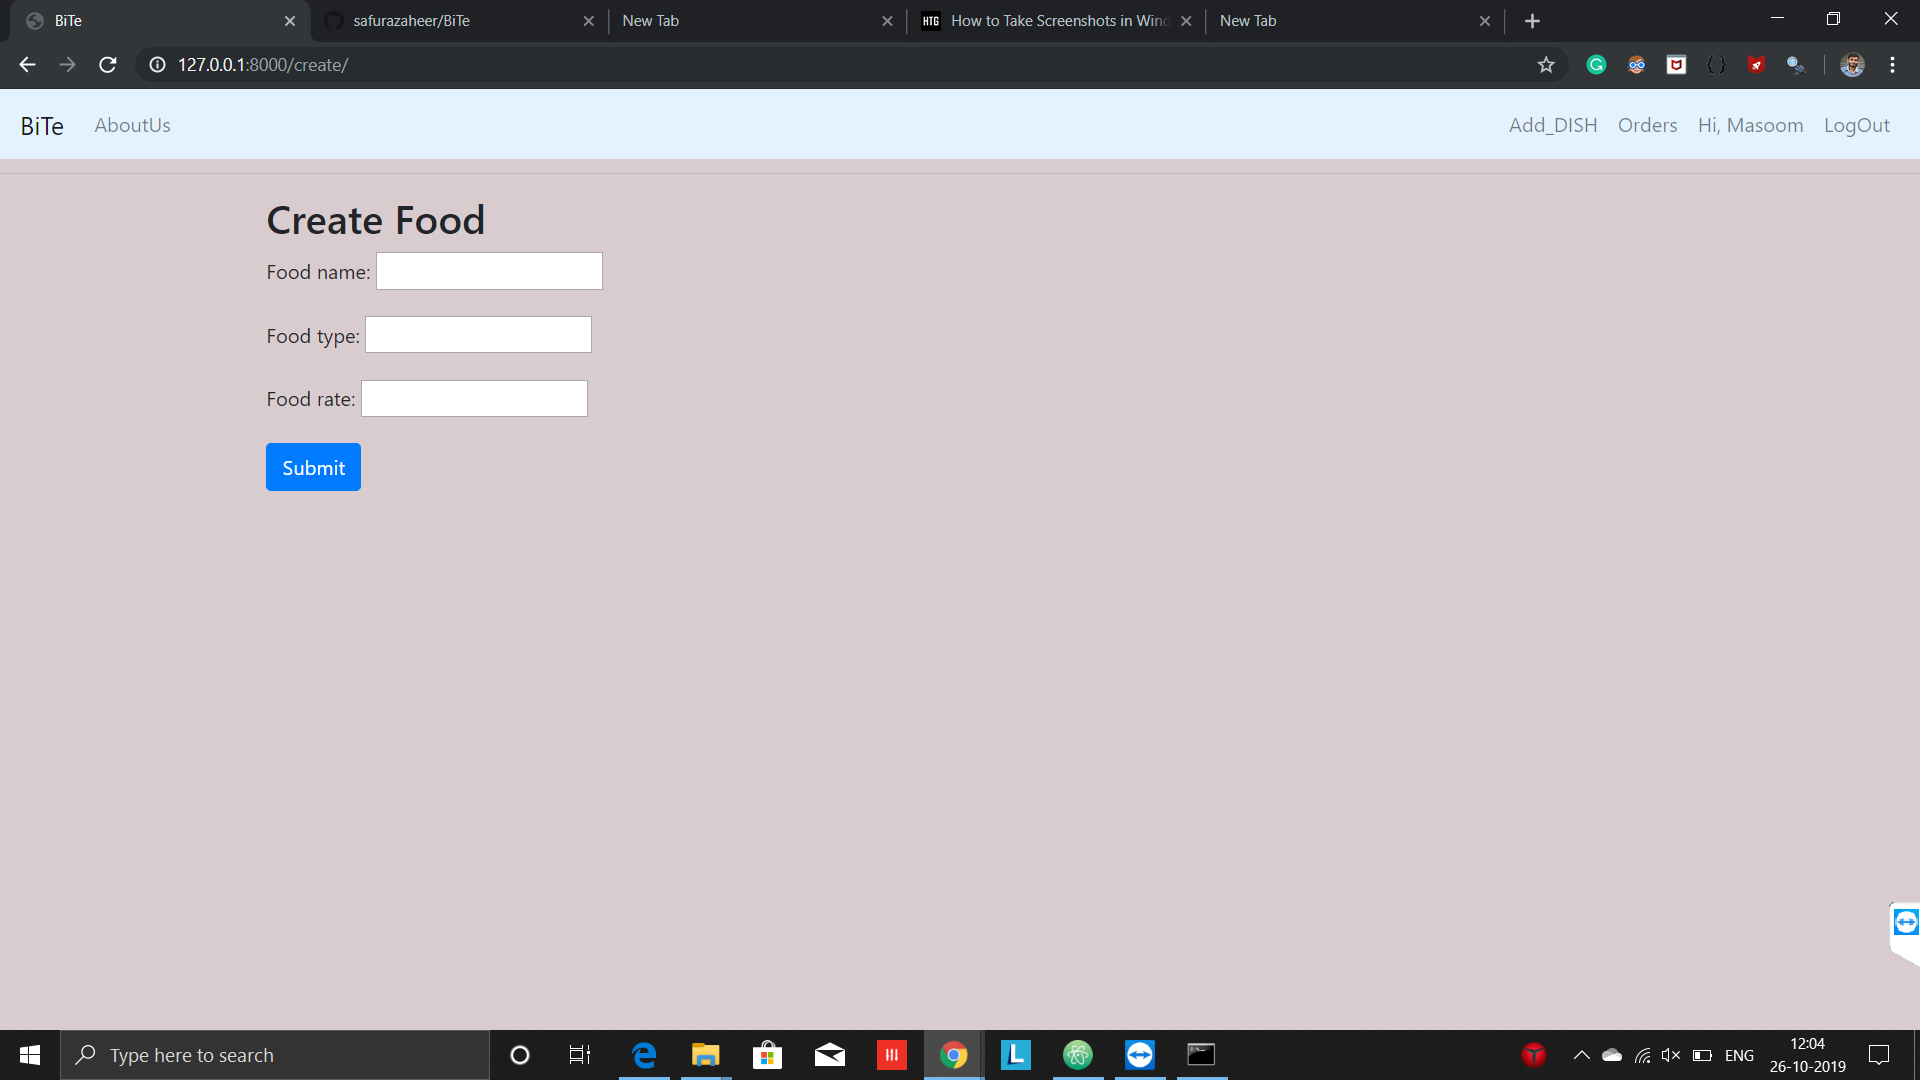 BiTe
safurazaheer/BiTe
New Tab
HTG How to Take Screenshots in Wind
New Tab
127.0.0.1:8000/create/
BiTe AboutUs Add_DISH Orders Hi, Masoom LogOut
Create Food
Food name:
Food type:
Food rate:
Submit
Type here to search
L
ENG
12:04
26-10-2019